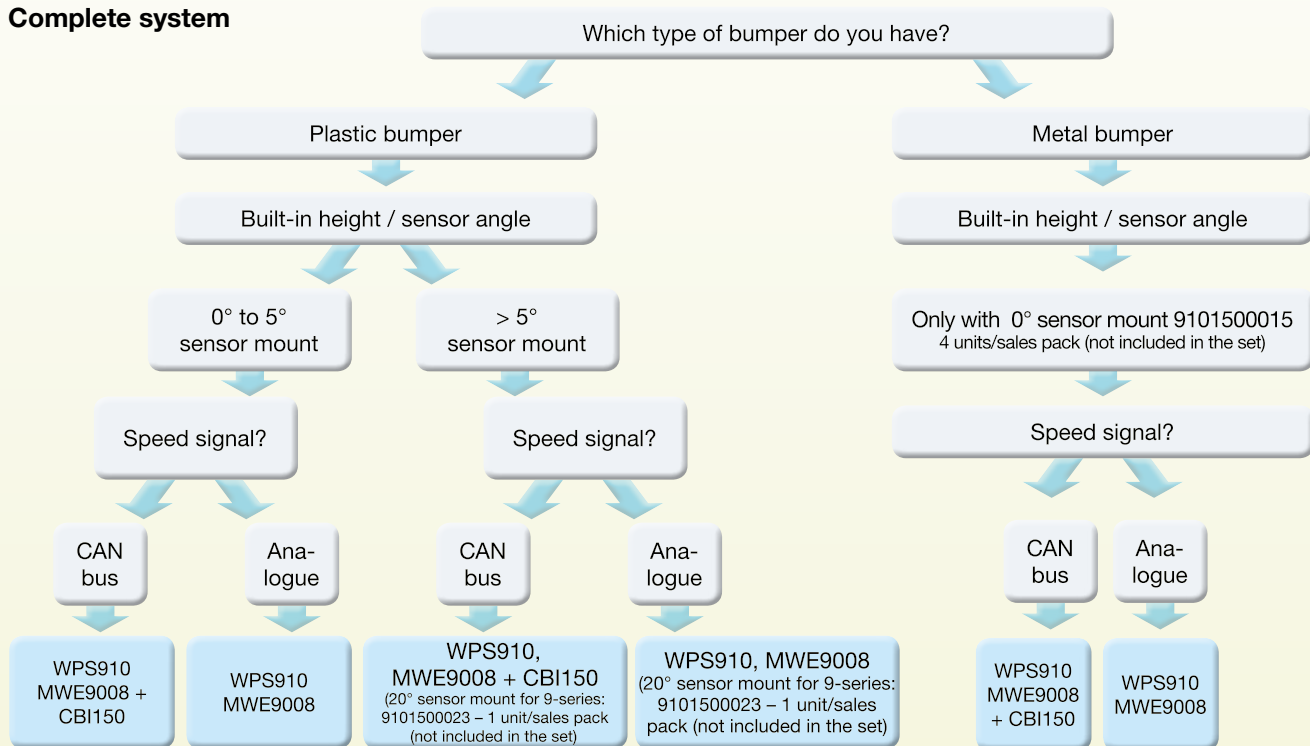 Complete system
Which type of bumper do you have?
Plastic bumper
Metal bumper
Built-in height / sensor angle
Built-in height / sensor angle
0° to 5°
sensor mount
> 5°
sensor mount
Only with 0° sensor mount 9101500015
4 units/sales pack (not included in the set)
Speed signal?
Speed signal?
Speed signal?
CAN
bus
Ana-
logue
CAN
bus
Ana-
logue
CAN
bus
Ana-
logue
WPS910
MWE9008 +
CBI150
WPS910
MWE9008
WPS910,
MWE9008 + CBI150
(20° sensor mount for 9-series:
9101500023 – 1 unit/sales pack
(not included in the set)
WPS910, MWE9008
(20° sensor mount for 9-series:
9101500023 – 1 unit/sales
pack (not included in the set)
WPS910
MWE9008
+ CBI150
WPS910
MWE9008